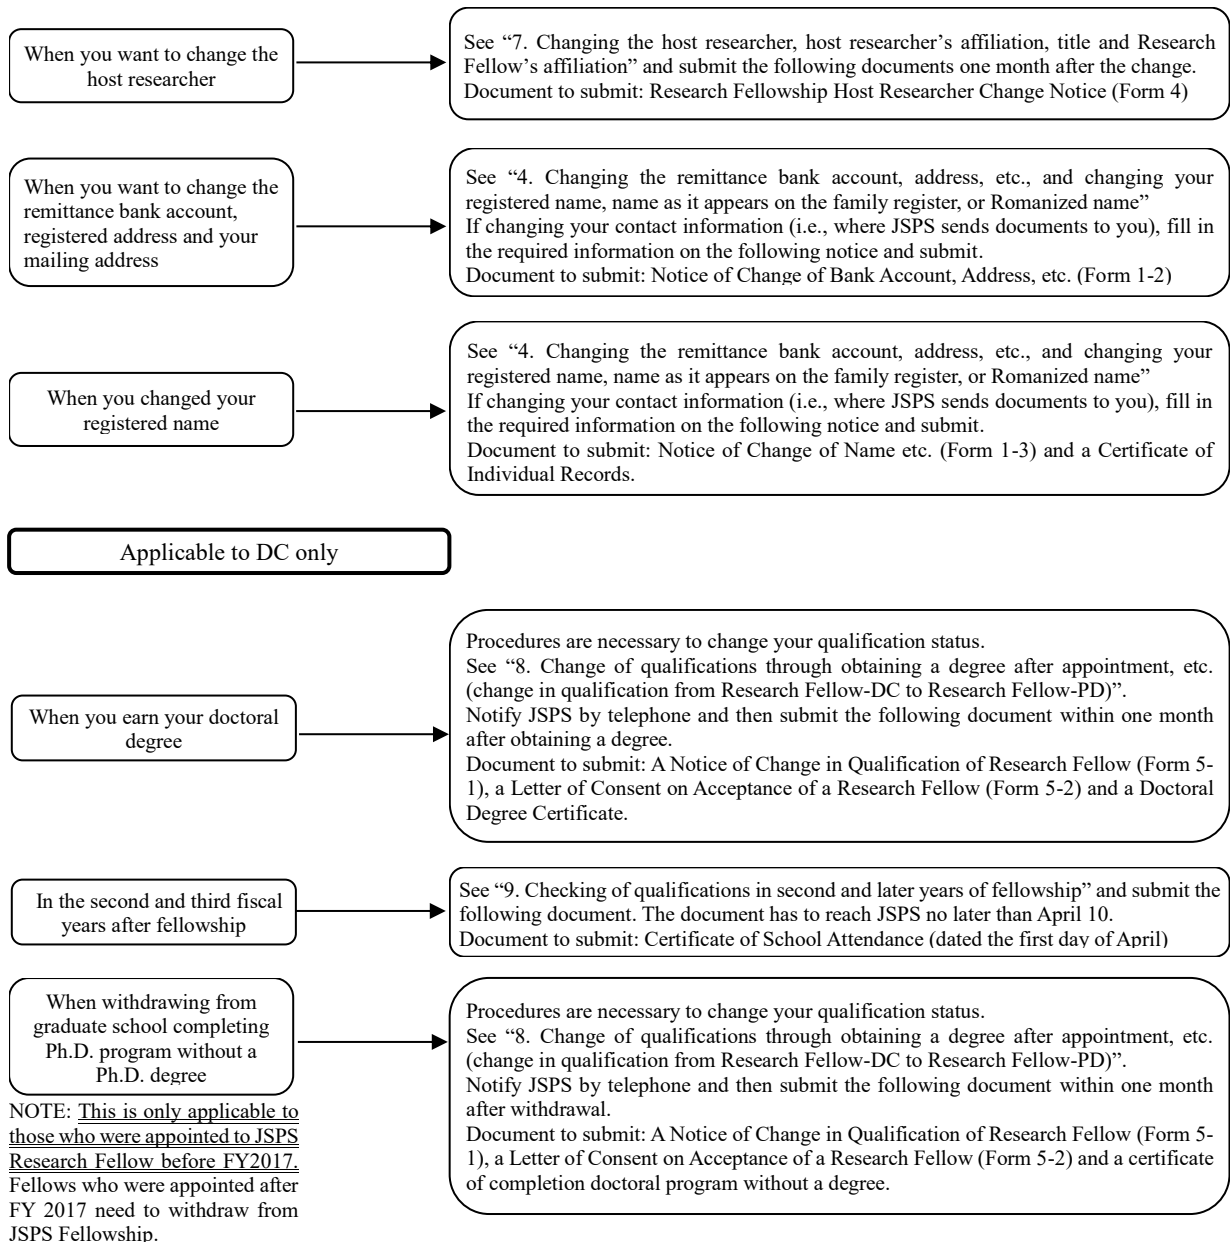 When you want to change the
host researcher
See “7. Changing the host researcher, host researcher’s affiliation, title and Research
Fellow’s affiliation” and submit the following documents one month after the change.
Document to submit: Research Fellowship Host Researcher Change Notice (Form 4)
When you want to change the
remittance bank account,
registered address and your
mailing address
See “4. Changing the remittance bank account, address, etc., and changing your
registered name, name as it appears on the family register, or Romanized name”
If changing your contact information (i.e., where JSPS sends documents to you), fill in
the required information on the following notice and submit.
Document to submit: Notice of Change of Bank Account, Address, etc. (Form 1-2)
When you changed your
registered name
See “4. Changing the remittance bank account, address, etc., and changing your
registered name, name as it appears on the family register, or Romanized name”
If changing your contact information (i.e., where JSPS sends documents to you), fill in
the required information on the following notice and submit.
Document to submit: Notice of Change of Name etc. (Form 1-3) and a Certificate of
Individual Records.
Applicable to DC only
When you earn your doctoral
degree
Procedures are necessary to change your qualification status.
See “8. Change of qualifications through obtaining a degree after appointment, etc.
(change in qualification from Research Fellow-DC to Research Fellow-PD)”.
Notify JSPS by telephone and then submit the following document within one month
after obtaining a degree.
Document to submit: A Notice of Change in Qualification of Research Fellow (Form 5-
1), a Letter of Consent on Acceptance of a Research Fellow (Form 5-2) and a Doctoral
Degree Certificate.
In the second and third fiscal
years after fellowship
See “9. Checking of qualifications in second and later years of fellowship” and submit the
following document. The document has to reach JSPS no later than April 10.
Document to submit: Certificate of School Attendance (dated the first day of April)
When withdrawing from
graduate school completing
Ph.D. program without a
Ph.D. degree
NOTE: This is only applicable to
those who were appointed to JSPS
Research Fellow before FY2017.
Fellows who were appointed after
FY 2017 need to withdraw from
JSPS Fellowship.
Procedures are necessary to change your qualification status.
See “8. Change of qualifications through obtaining a degree after appointment, etc.
(change in qualification from Research Fellow-DC to Research Fellow-PD)”.
Notify JSPS by telephone and then submit the following document within one month
after withdrawal.
Document to submit: A Notice of Change in Qualification of Research Fellow (Form 5-
1), a Letter of Consent on Acceptance of a Research Fellow (Form 5-2) and a certificate
of completion doctoral program without a degree.